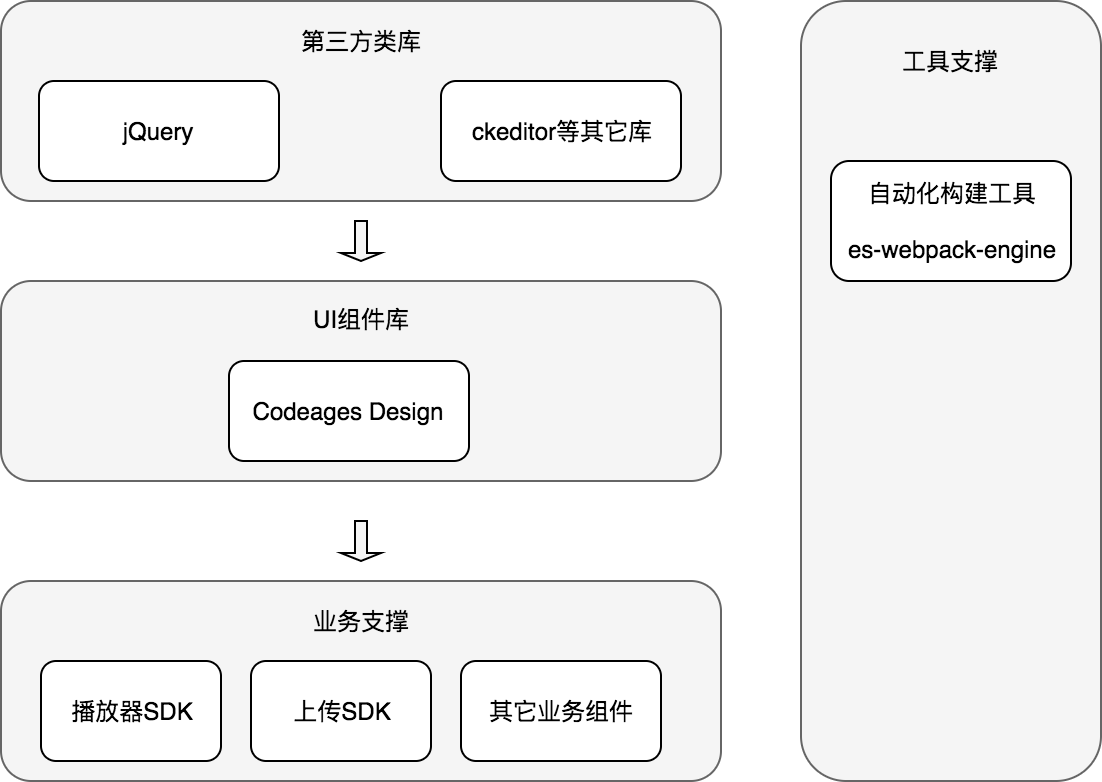 第三方类库
jQuery
ckeditor等其它库
UI组件库
Codeages Design
业务支撑
播放器SDK
上传SDK
其它业务组件
工具支撑
自动化构建工具
es-webpack-engine